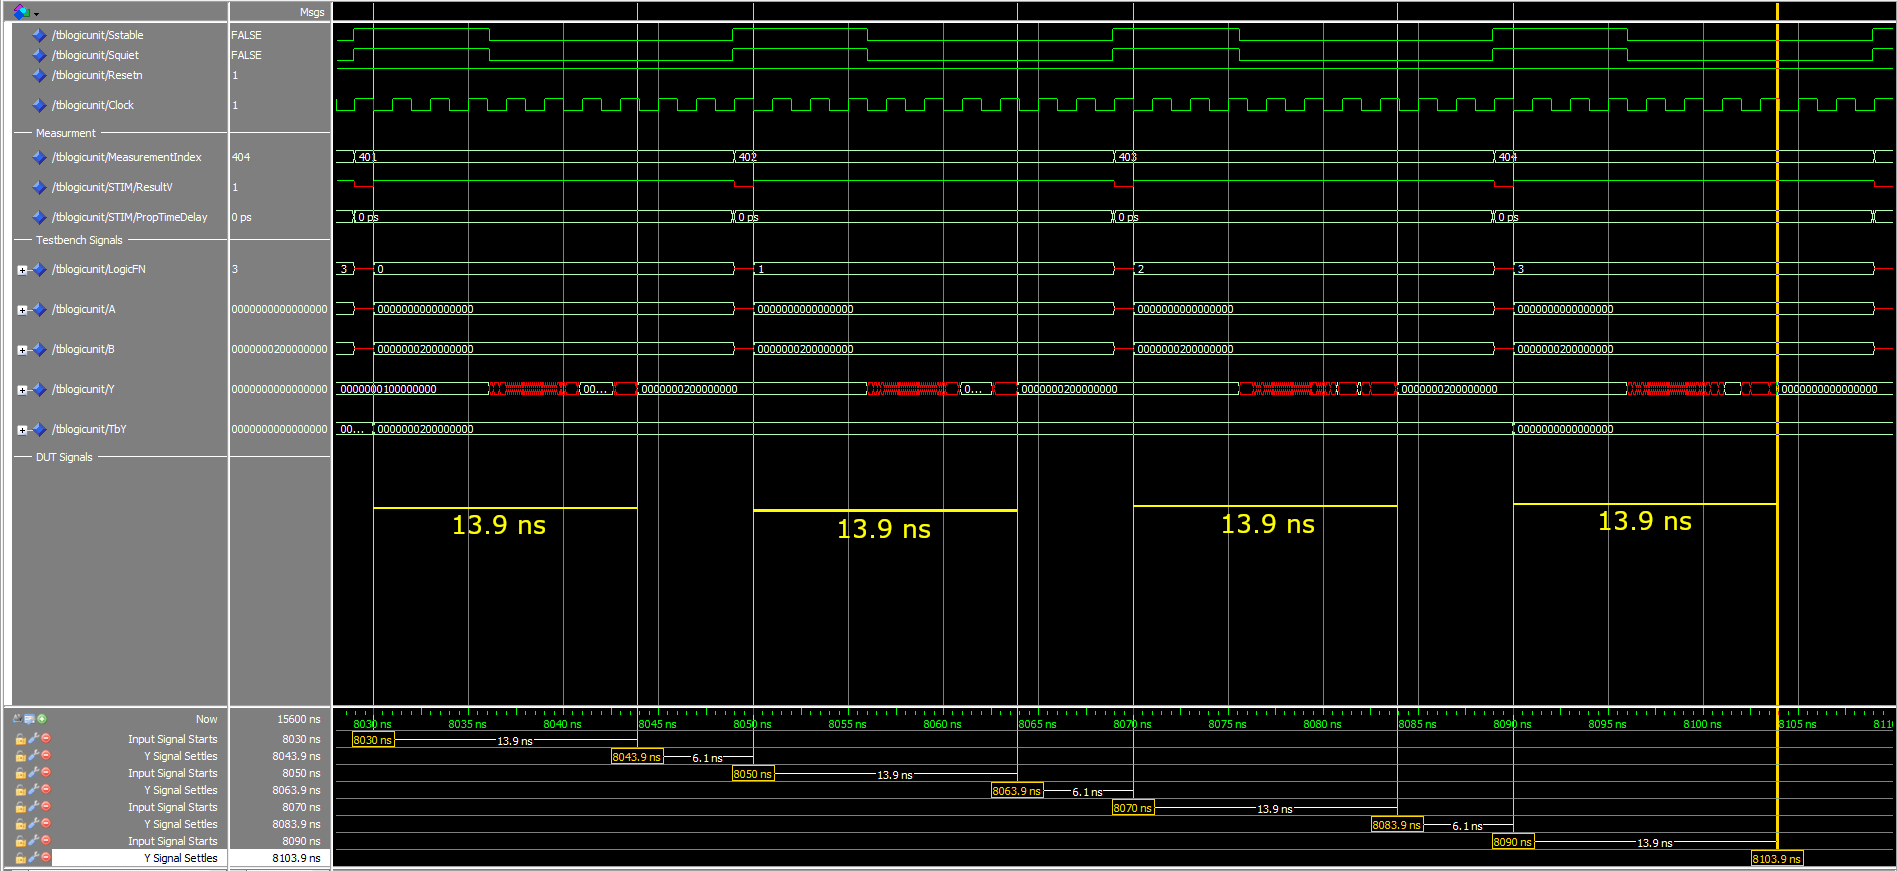 Msgs
/tblogicunit/Sstable FALSE
/tblogicunit/Squiet FALSE
/tblogicunit/Resetn 1
/tblogicunit/Clock 1
Measurment
/tblogicunit/MeasurementIndex 404 401 402 403 404
/tblogicunit/STIM/ResultV 1
/tblogicunit/STIM/PropTimeDelay 0 ps 0 ps 0 ps 0 ps 0 ps
Testbench Signals
/tblogicunit/LogicFN 3 3 0 1 2 3
/tblogicunit/A 0000000000000000 0000000000000000 0000000000000000 0000000000000000 0000000000000000
/tblogicunit/B 0000000200000000 0000000200000000 0000000200000000 0000000200000000 0000000200000000
/tblogicunit/Y 0000000000000000 0000000100000000 00... 0000000200000000 0... 0000000200000000 0000000200000000 0000000000000000
/tblogicunit/TbY 0000000000000000 00... 0000000200000000 0000000000000000
DUT Signals
13.9 ns 13.9 ns 13.9 ns 13.9 ns
Now 15600 ns 8030 ns 8035 ns 8040 ns 8045 ns 8050 ns 8055 ns 8060 ns 8065 ns 8070 ns 8075 ns 8080 ns 8085 ns 8090 ns 8095 ns 8100 ns 8105 ns
Input Signal Starts 8030 ns 8030 ns 13.9 ns
Y Signal Settles 8043.9 ns 8043.9 ns 6.1 ns
Input Signal Starts 8050 ns 8050 ns 13.9 ns
Y Signal Settles 8063.9 ns 8063.9 ns 6.1 ns
Input Signal Starts 8070 ns 8070 ns 13.9 ns
Y Signal Settles 8083.9 ns 8083.9 ns 6.1 ns
Input Signal Starts 8090 ns 8090 ns 13.9 ns
Y Signal Settles 8103.9 ns 8103.9 ns